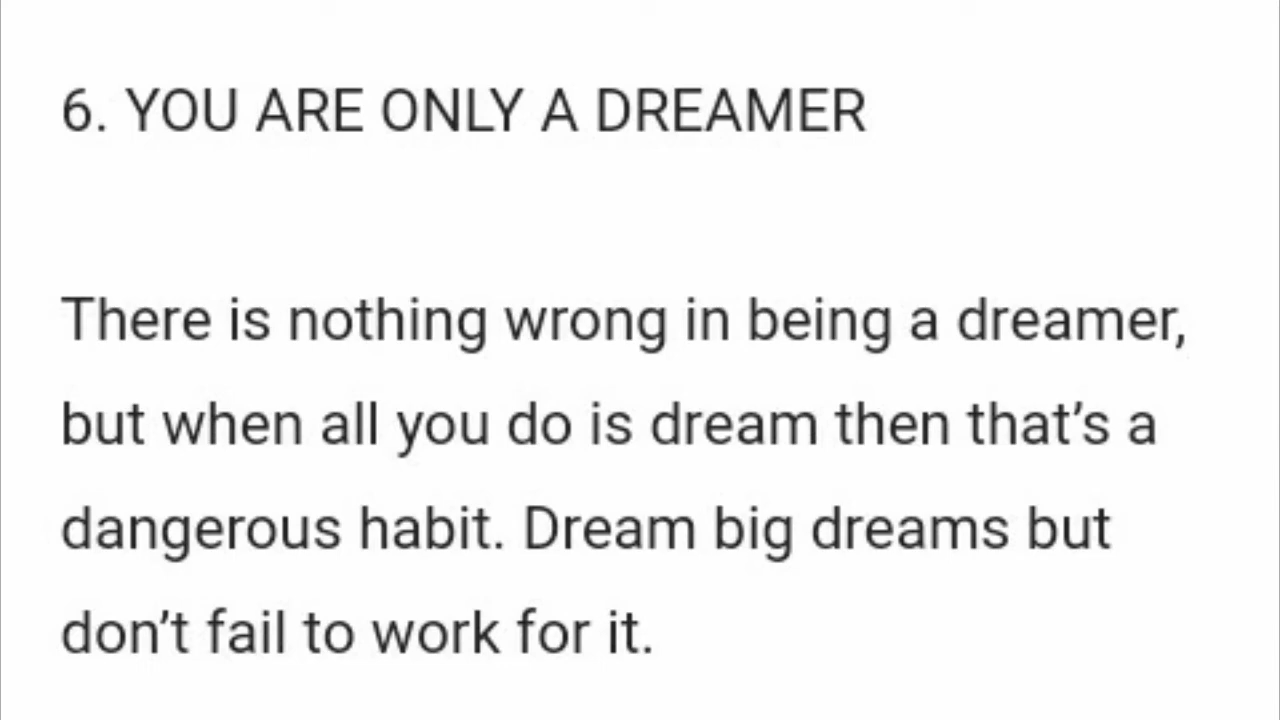 6. YOU ARE ONLY A DREAMER
There is nothing wrong in being a dreamer,
but when all you do is dream then that’s a
dangerous habit. Dream big dreams but
don’t fail to work for it.